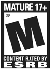 MATURE 17+
M
CONTENT RATED BY
ESRB